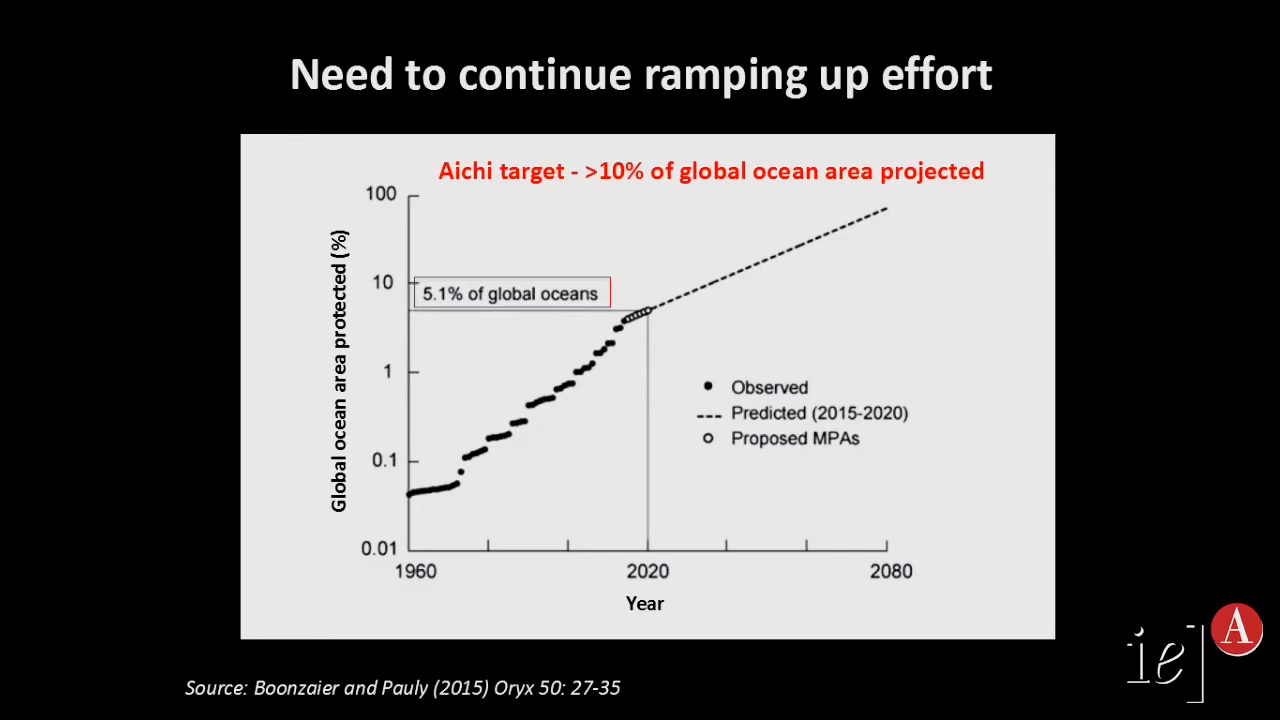 Need to continue ramping up effort
Aichi target - >10% of global ocean area projected
Global ocean area protected (%)
100
10
1
0.1
0.01
5.1% of global oceans
Observed
Predicted (2015-2020)
Proposed MPAs
1960 2020 2080
Year
Source: Boonzaier and Pauly (2015) Oryx 50: 27-35
ie]
A